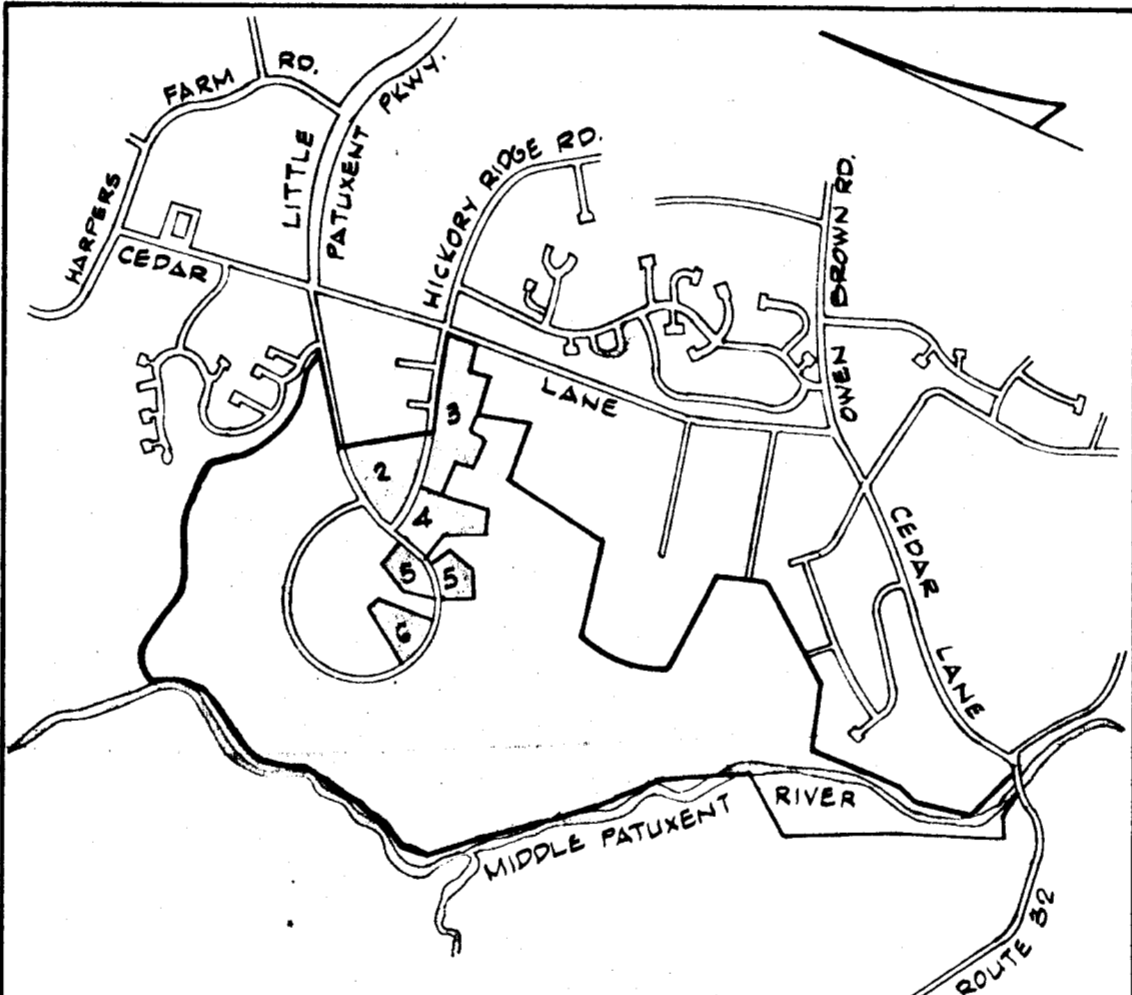 HARPERS FARM RD.
LITTLE PATUXENT PKWY.
HICKORY RIDGE RD.
OWEN BROWN RD.
CEDAR LANE
3
2
4
5
5
6
CEDAR LANE
MIDDLE PATUXENT RIVER
ROUTE 32